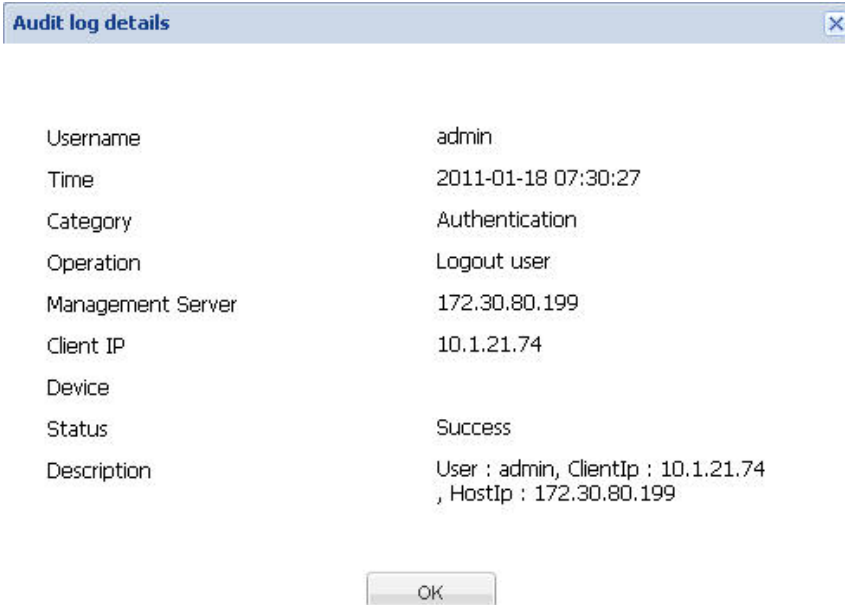 Audit log details
Username admin
Time 2011-01-18 07:30:27
Category Authentication
Operation Logout user
Management Server 172.30.80.199
Client IP 10.1.21.74
Device
Status Success
Description User : admin, ClientIp : 10.1.21.74
, HostIp : 172.30.80.199
OK